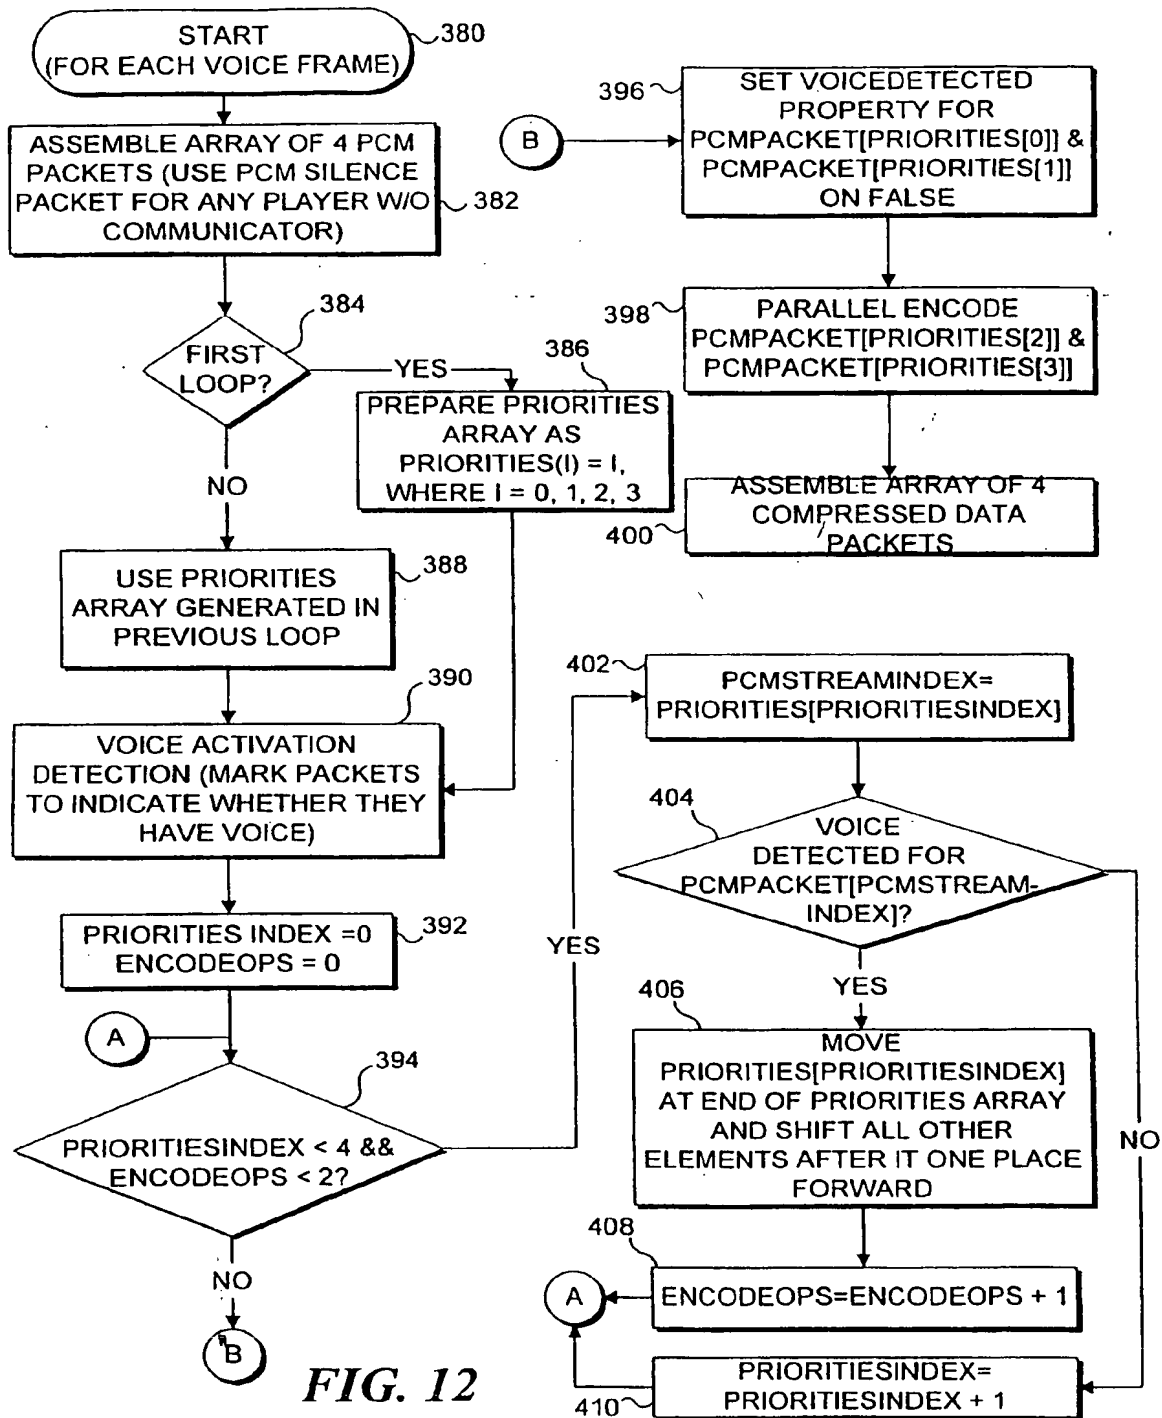 START
(FOR EACH VOICE FRAME)
380
ASSEMBLE ARRAY OF 4 PCM
PACKETS (USE PCM SILENCE
PACKET FOR ANY PLAYER W/O
COMMUNICATOR)
382
384
FIRST
LOOP?
YES
NO
386
PREPARE PRIORITIES
ARRAY AS
PRIORITIES(I) = I,
WHERE I = 0, 1, 2, 3
388
USE PRIORITIES
ARRAY GENERATED IN
PREVIOUS LOOP
390
VOICE ACTIVATION
DETECTION (MARK PACKETS
TO INDICATE WHETHER THEY
HAVE VOICE)
392
PRIORITIES INDEX =0
ENCODEOPS = 0
A
394
PRIORITIESINDEX < 4 &&
ENCODEOPS < 2?
YES
NO
B
B
396
SET VOICEDETECTED
PROPERTY FOR
PCMPACKET[PRIORITIES[0]] &
PCMPACKET[PRIORITIES[1]]
ON FALSE
398
PARALLEL ENCODE
PCMPACKET[PRIORITIES[2]] &
PCMPACKET[PRIORITIES[3]]
400
ASSEMBLE ARRAY OF 4
COMPRESSED DATA
PACKETS
402
PCMSTREAMINDEX=
PRIORITIES[PRIORITIESINDEX]
404
VOICE
DETECTED FOR
PCMPACKET[PCMSTREAM-
INDEX]?
YES
NO
406
MOVE
PRIORITIES[PRIORITIESINDEX]
AT END OF PRIORITIES ARRAY
AND SHIFT ALL OTHER
ELEMENTS AFTER IT ONE PLACE
FORWARD
408
ENCODEOPS=ENCODEOPS + 1
A
410
PRIORITIESINDEX=
PRIORITIESINDEX + 1
FIG. 12